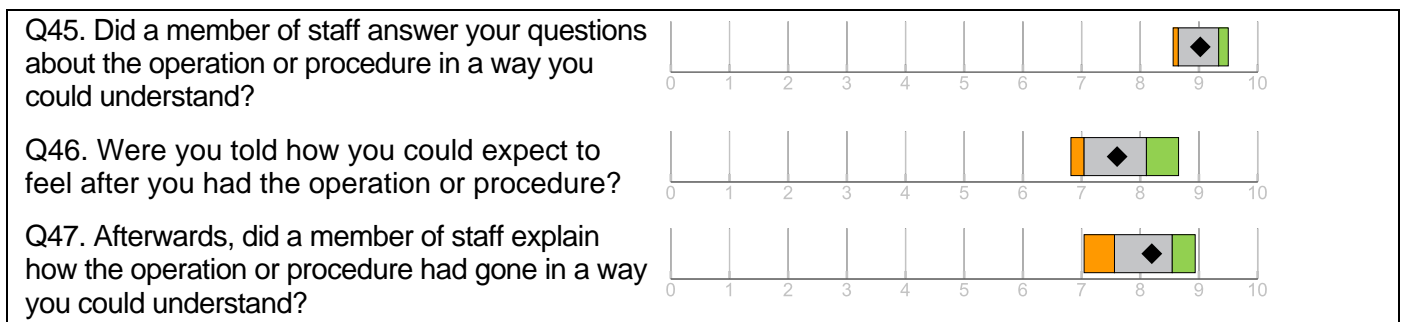 Q45. Did a member of staff answer your questions
about the operation or procedure in a way you
could understand?
0 1 2 3 4 5 6 7 8 9 10
Q46. Were you told how you could expect to
feel after you had the operation or procedure?
0 1 2 3 4 5 6 7 8 9 10
Q47. Afterwards, did a member of staff explain
how the operation or procedure had gone in a way
you could understand?
0 1 2 3 4 5 6 7 8 9 10